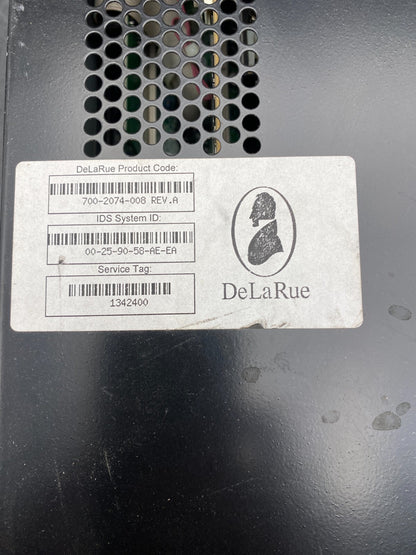 DeLaRue Product Code:
700-2074-008 REV.A
IDS System ID:
00-25-90-58-AE-EA
Service Tag:
1342400
DeLaRue